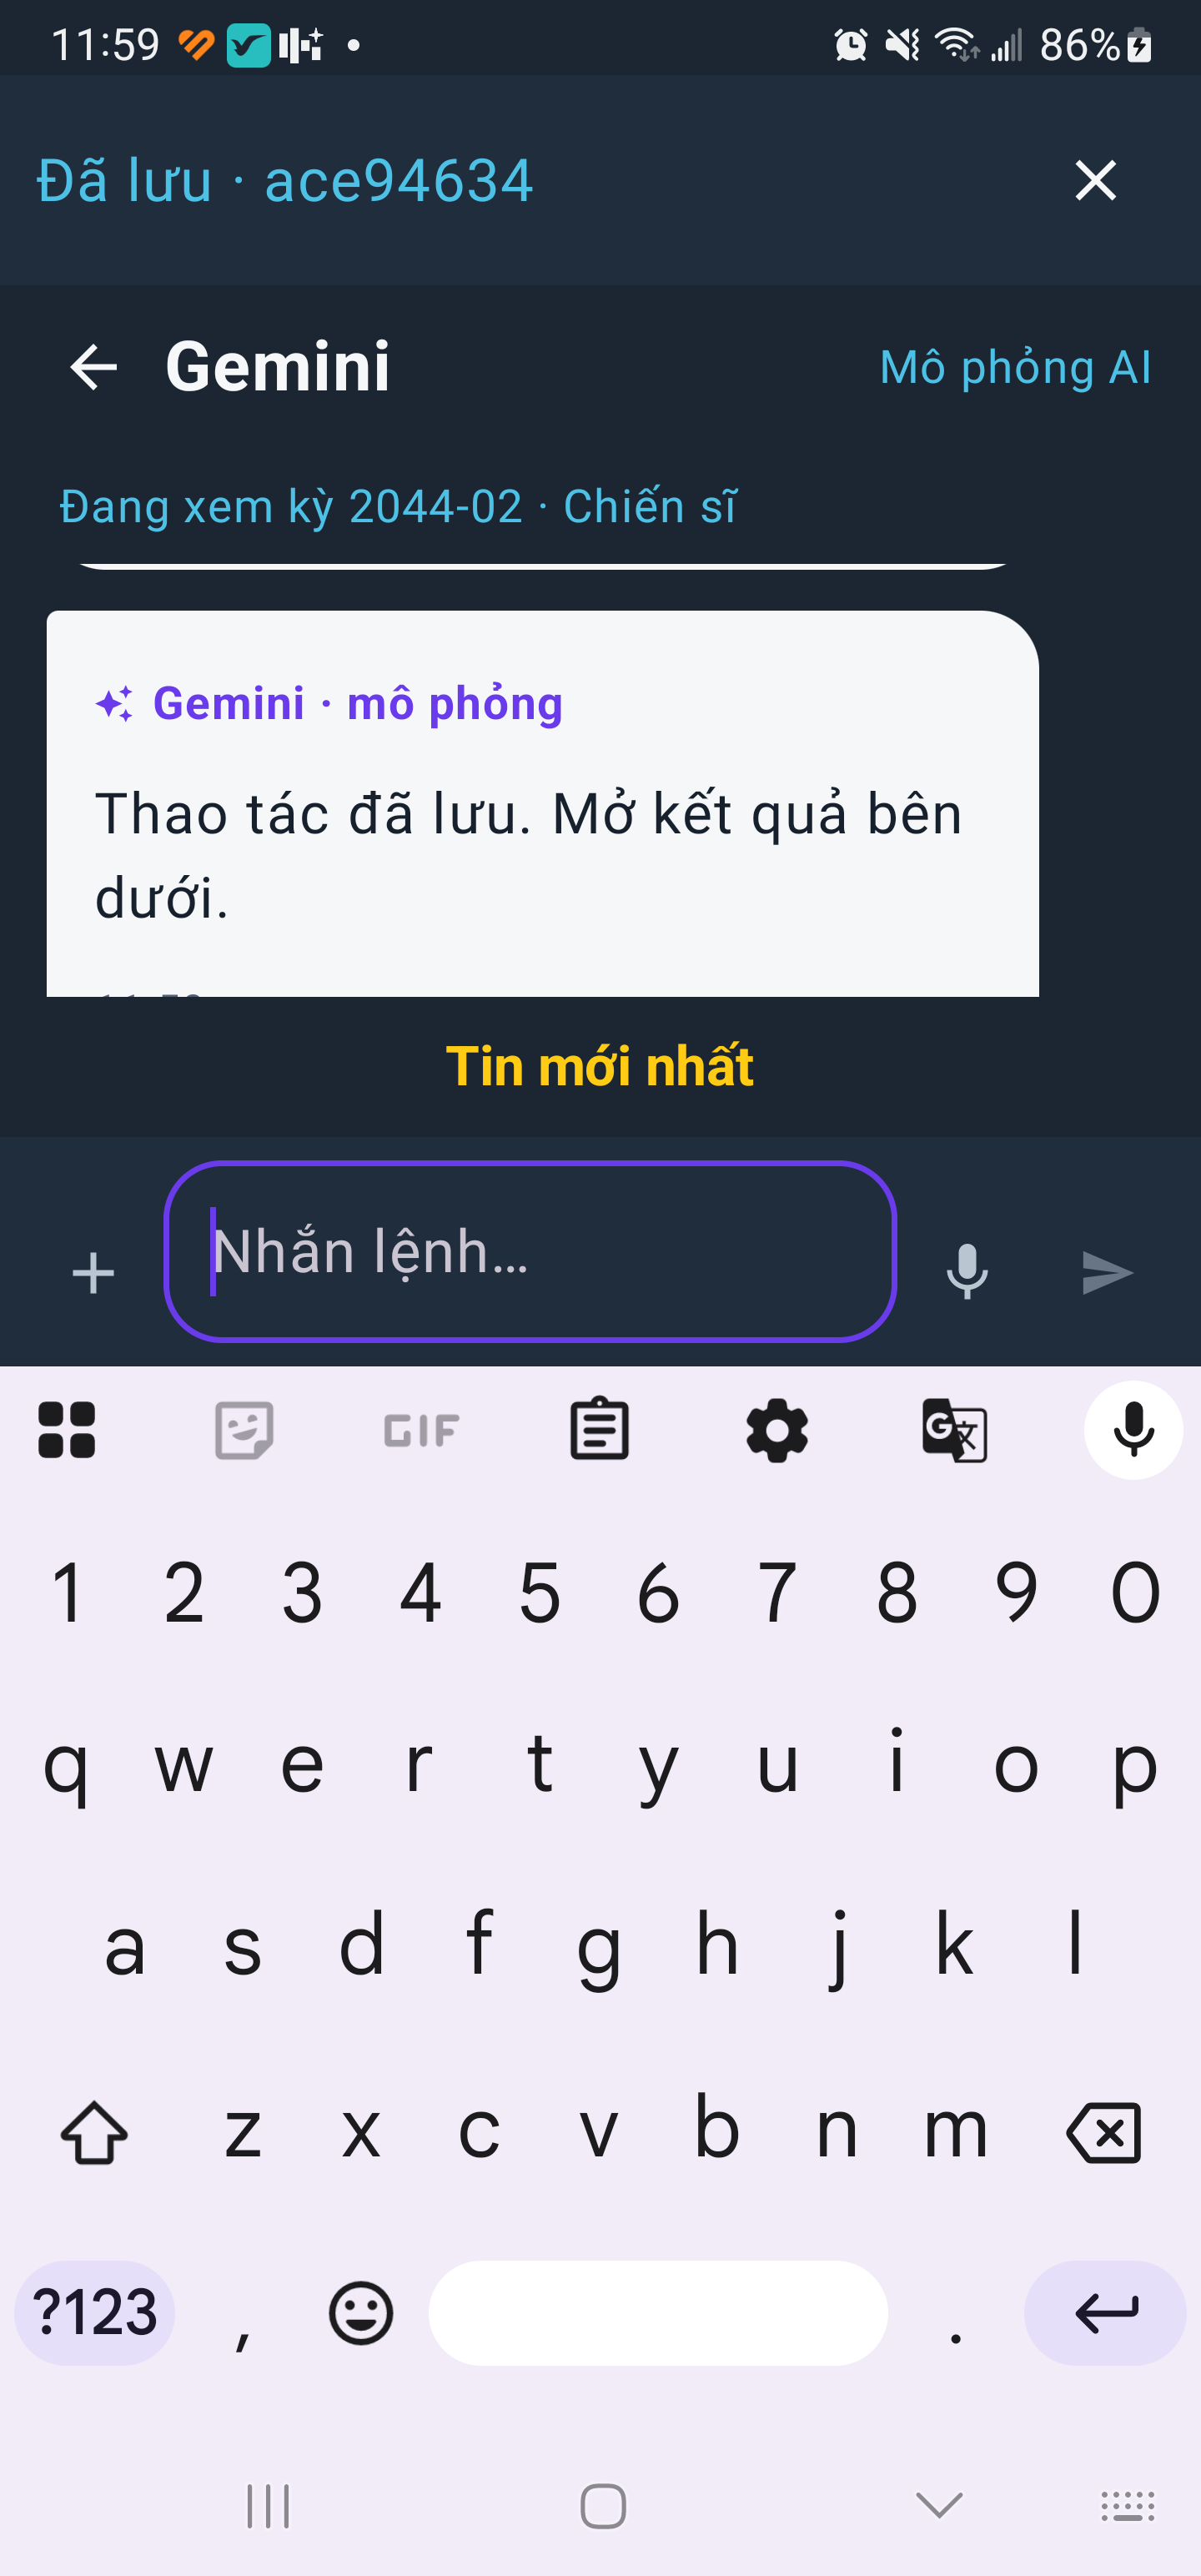 11:59
86%
Đã lưu · ace94634
Gemini
Mô phỏng AI
Đang xem kỳ 2044-02 · Chiến sĩ
Gemini · mô phỏng
Thao tác đã lưu. Mở kết quả bên
dưới.
Tin mới nhất
Nhắn lệnh...
GIF
1 2 3 4 5 6 7 8 9 0
q w e r t y u i o p
a s d f g h j k l
z x c v b n m
?123 , .